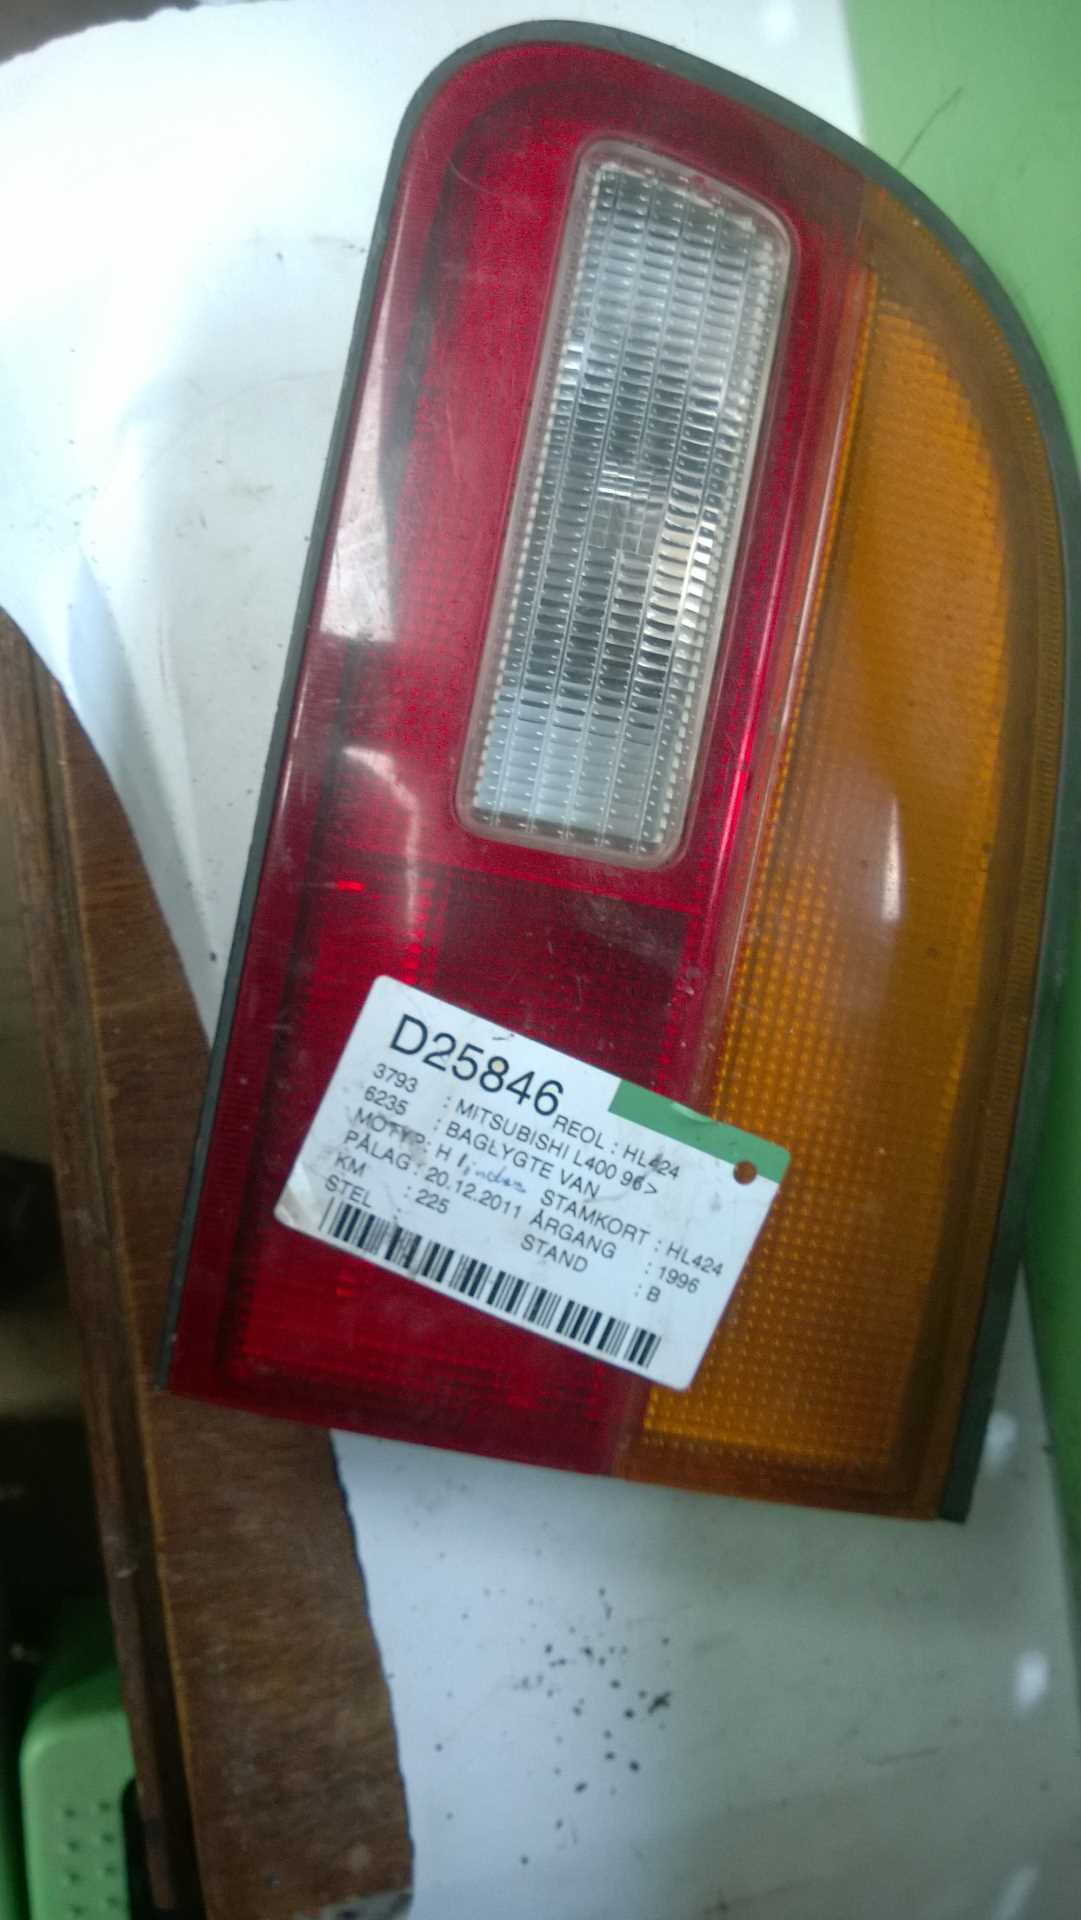 D25846 REOL : HL424
3793 : MITSUBISHI L400 96>
6235 : BAGLYGTE VAN
MOTYP: H STAMKORT : HL424
PÅLAG : 20.12.2011 ÅRGANG : 1996
KM : 225 STAND : B
STEL